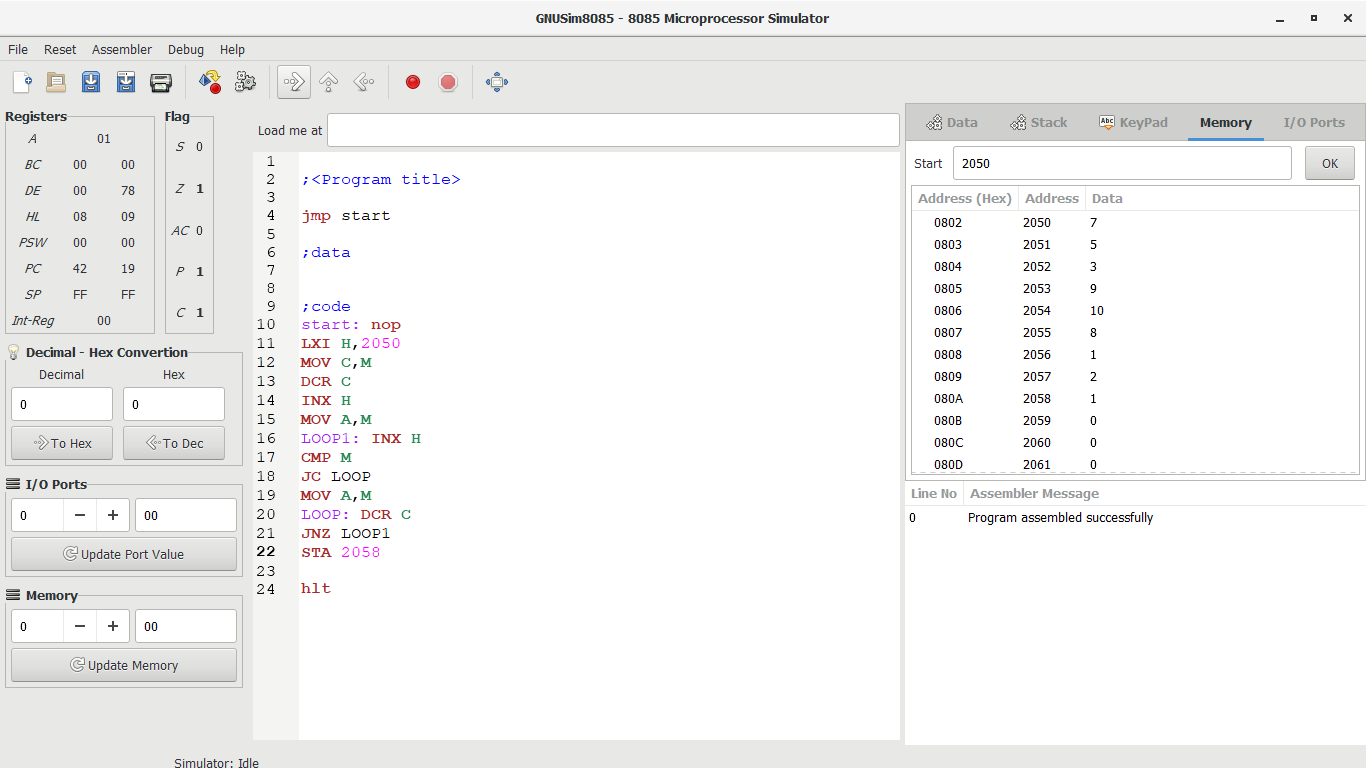 GNUSim8085 - 8085 Microprocessor Simulator
File Reset Assembler Debug Help
Registers
A 01
BC 00 00
DE 00 78
HL 08 09
PSW 00 00
PC 42 19
SP FF FF
Int-Reg 00
Flag
S 0
Z 1
AC 0
P 1
C 1
Decimal - Hex Convertion
Decimal Hex
0 0
To Hex To Dec
I/O Ports
0 − + 00
Update Port Value
Memory
0 − + 00
Update Memory
Load me at
1
2 ;<Program title>
3
4 jmp start
5
6 ;data
7
8
9 ;code
10 start: nop
11 LXI H,2050
12 MOV C,M
13 DCR C
14 INX H
15 MOV A,M
16 LOOP1: INX H
17 CMP M
18 JC LOOP
19 MOV A,M
20 LOOP: DCR C
21 JNZ LOOP1
22 STA 2058
23
24 hlt
Data Stack Abc KeyPad Memory I/O Ports
Start 2050 OK
Address (Hex) Address Data
0802 2050 7
0803 2051 5
0804 2052 3
0805 2053 9
0806 2054 10
0807 2055 8
0808 2056 1
0809 2057 2
080A 2058 1
080B 2059 0
080C 2060 0
080D 2061 0
Line No Assembler Message
0 Program assembled successfully
Simulator: Idle